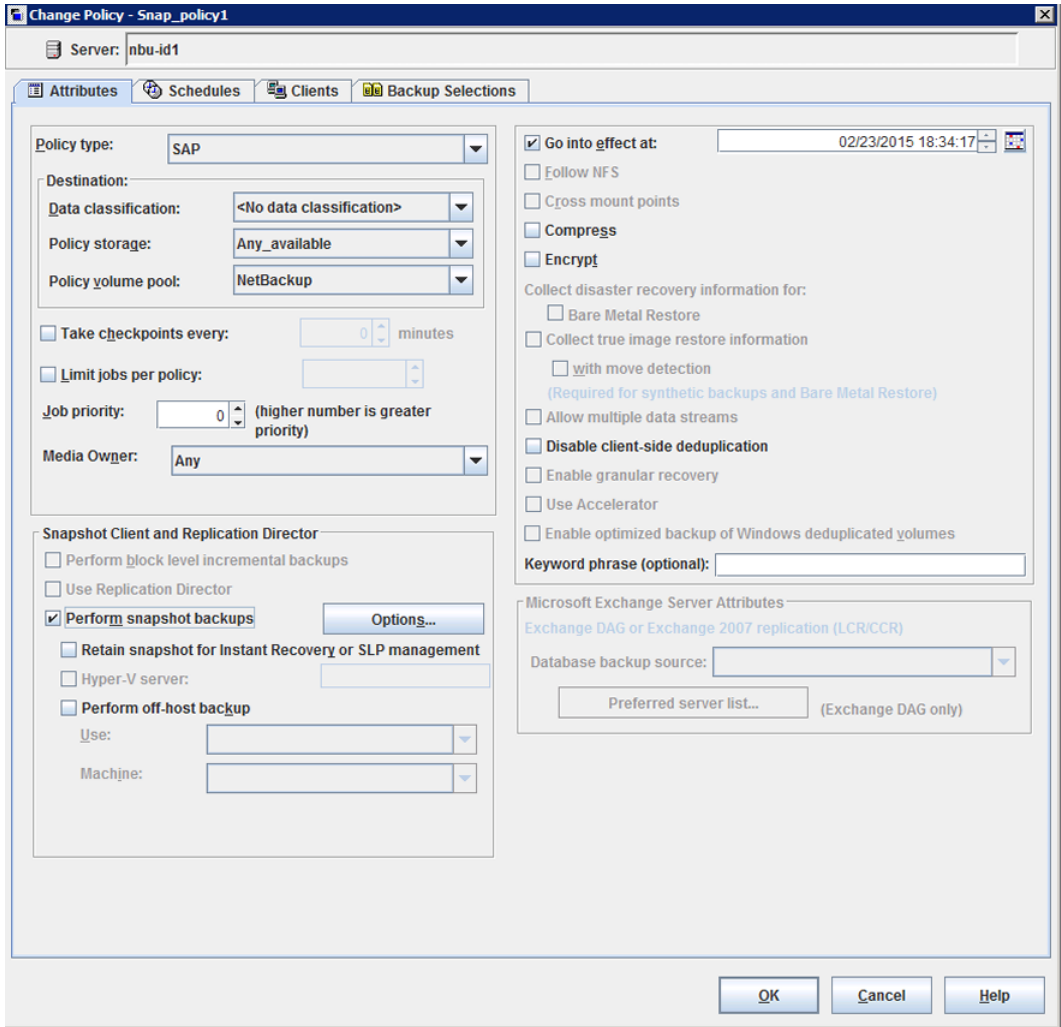 Change Policy - Snap_policy1
Server: nbu-id1
Attributes Schedules Clients Backup Selections
Policy type: SAP
Destination:
Data classification: <No data classification>
Policy storage: Any_available
Policy volume pool: NetBackup
Take checkpoints every: 0 minutes
Limit jobs per policy:
Job priority: 0 (higher number is greater
priority)
Media Owner: Any
Snapshot Client and Replication Director
Perform block level incremental backups
Use Replication Director
Perform snapshot backups Options...
Retain snapshot for Instant Recovery or SLP management
Hyper-V server:
Perform off-host backup
Use:
Machine:
Go into effect at: 02/23/2015 18:34:17
Follow NFS
Cross mount points
Compress
Encrypt
Collect disaster recovery information for:
Bare Metal Restore
Collect true image restore information
with move detection
(Required for synthetic backups and Bare Metal Restore)
Allow multiple data streams
Disable client-side deduplication
Enable granular recovery
Use Accelerator
Enable optimized backup of Windows deduplicated volumes
Keyword phrase (optional):
Microsoft Exchange Server Attributes
Exchange DAG or Exchange 2007 replication (LCR/CCR)
Database backup source:
Preferred server list... (Exchange DAG only)
OK Cancel Help